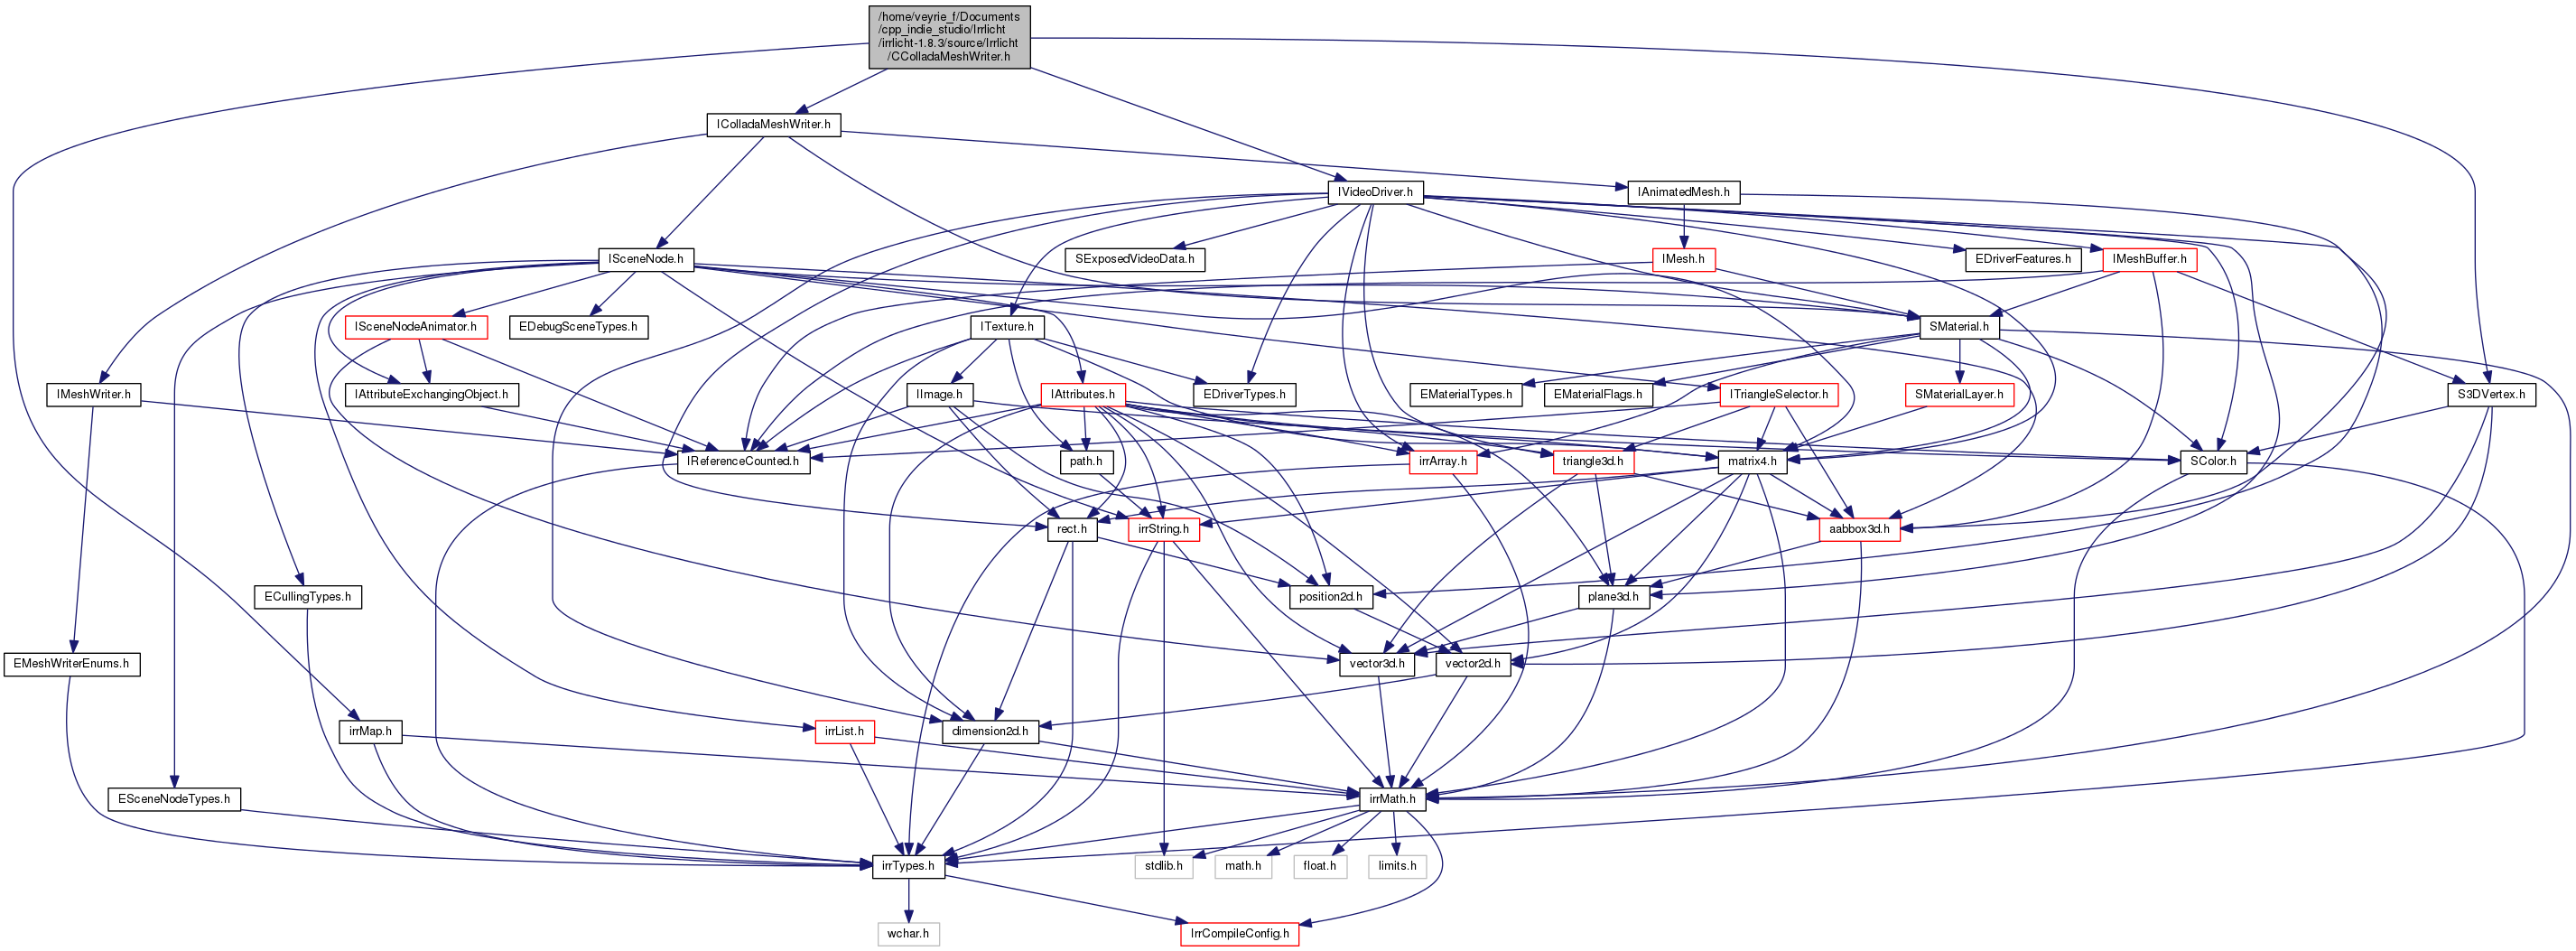 /home/veyrie_f/Documents
/cpp_indie_studio/Irrlicht
/irrlicht-1.8.3/source/Irrlicht
/CColladaMeshWriter.h
IColladaMeshWriter.h
IVideoDriver.h
IAnimatedMesh.h
ISceneNode.h
SExposedVideoData.h
IMesh.h
EDriverFeatures.h
IMeshBuffer.h
ISceneNodeAnimator.h
EDebugSceneTypes.h
ITexture.h
SMaterial.h
IMeshWriter.h
IAttributeExchangingObject.h
IImage.h
IAttributes.h
EDriverTypes.h
EMaterialTypes.h
EMaterialFlags.h
ITriangleSelector.h
SMaterialLayer.h
S3DVertex.h
IReferenceCounted.h
path.h
irrArray.h
triangle3d.h
matrix4.h
SColor.h
rect.h
irrString.h
aabbox3d.h
ECullingTypes.h
position2d.h
plane3d.h
EMeshWriterEnums.h
vector3d.h
vector2d.h
irrMap.h
irrList.h
dimension2d.h
ESceneNodeTypes.h
irrMath.h
irrTypes.h
stdlib.h
math.h
float.h
limits.h
wchar.h
IrrCompileConfig.h